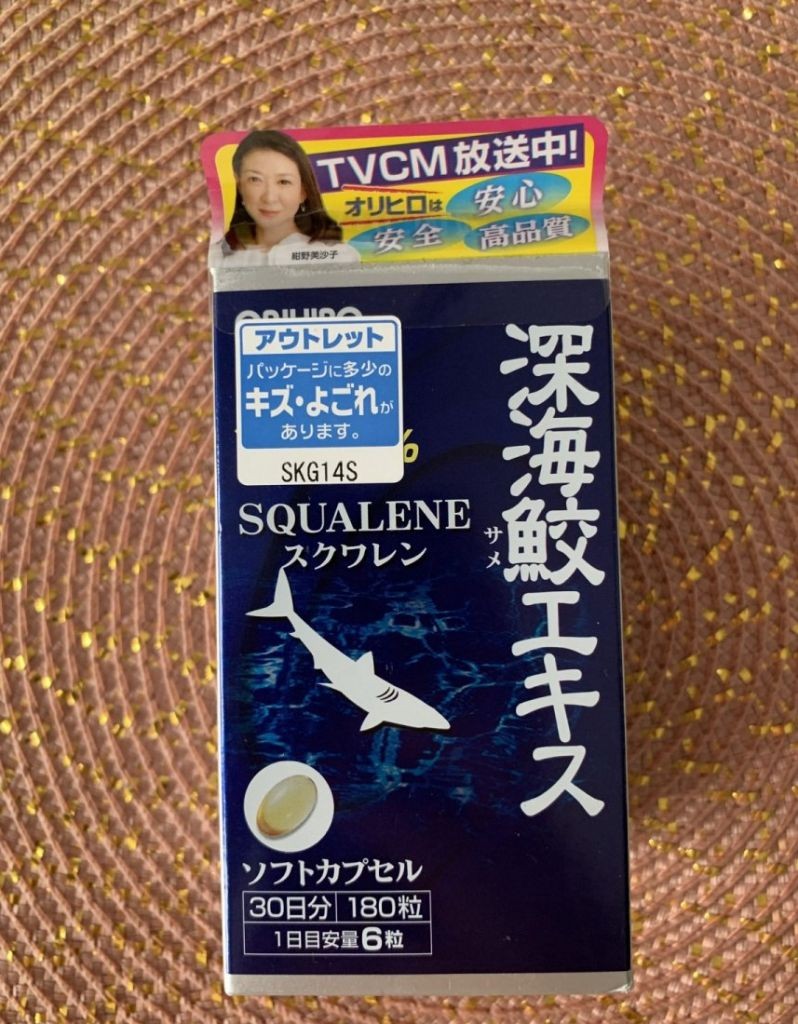 TVCM放送中!
オリヒロは 安心
安全 高品質
紺野美沙子
ORIHIRO
アウトレット
パッケージに多少の
キズ・よごれが
あります。
SKG14S
%
SQUALENE
スクワレン
深海鮫エキス
サメ
ソフトカプセル
30日分 180粒
1日目安量6粒